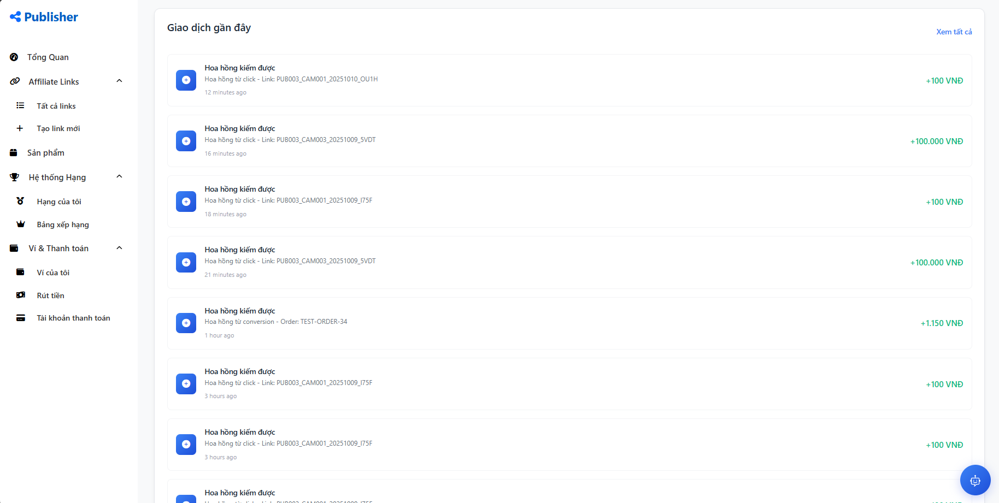 Publisher
Tổng Quan
Affiliate Links
Tất cả links
Tạo link mới
Sản phẩm
Hệ thống Hạng
Hạng của tôi
Bảng xếp hạng
Ví & Thanh toán
Ví của tôi
Rút tiền
Tài khoản thanh toán
Giao dịch gần đây
Xem tất cả
Hoa hồng kiếm được
Hoa hồng từ click - Link: PUB003_CAM001_20251010_OU1H
12 minutes ago
+100 VNĐ
Hoa hồng kiếm được
Hoa hồng từ click - Link: PUB003_CAM003_20251009_5VDT
16 minutes ago
+100.000 VNĐ
Hoa hồng kiếm được
Hoa hồng từ click - Link: PUB003_CAM001_20251009_I75F
18 minutes ago
+100 VNĐ
Hoa hồng kiếm được
Hoa hồng từ click - Link: PUB003_CAM003_20251009_5VDT
21 minutes ago
+100.000 VNĐ
Hoa hồng kiếm được
Hoa hồng từ conversion - Order: TEST-ORDER-34
1 hour ago
+1.150 VNĐ
Hoa hồng kiếm được
Hoa hồng từ click - Link: PUB003_CAM001_20251009_I75F
3 hours ago
+100 VNĐ
Hoa hồng kiếm được
Hoa hồng từ click - Link: PUB003_CAM001_20251009_I75F
3 hours ago
+100 VNĐ
Hoa hồng kiếm được